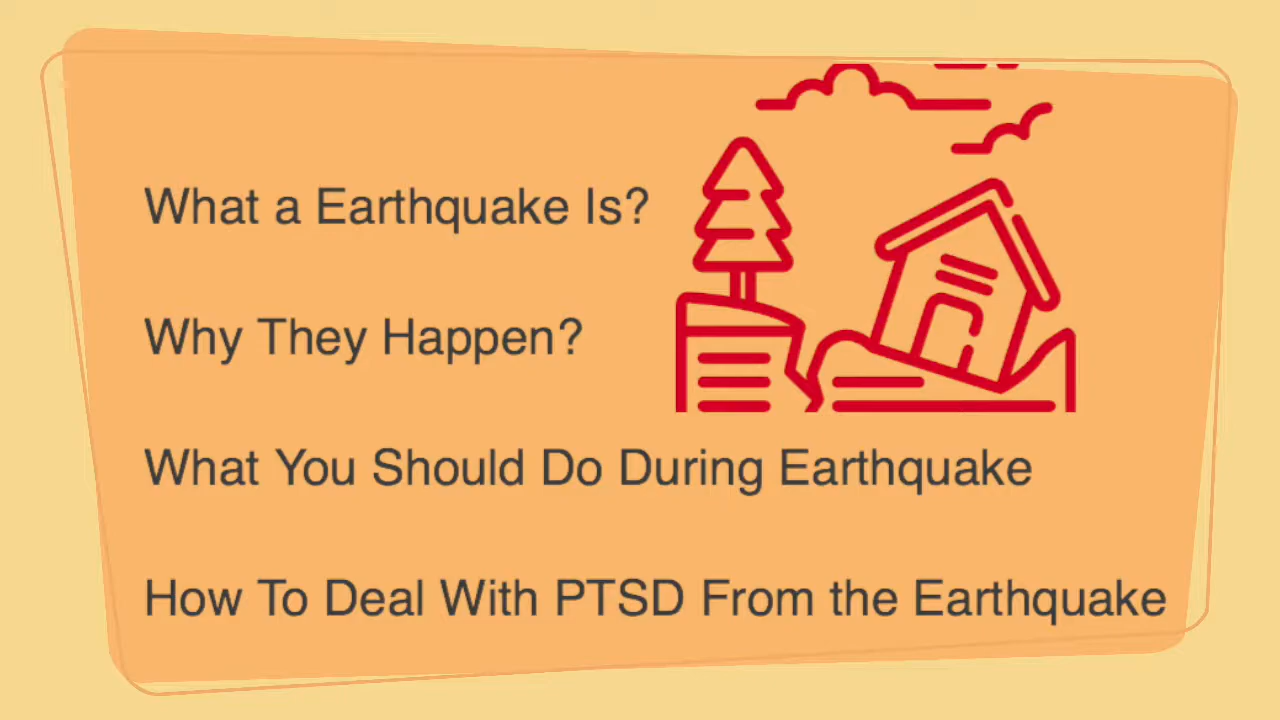 What a Earthquake Is?
Why They Happen?
What You Should Do During Earthquake
How To Deal With PTSD From the Earthquake